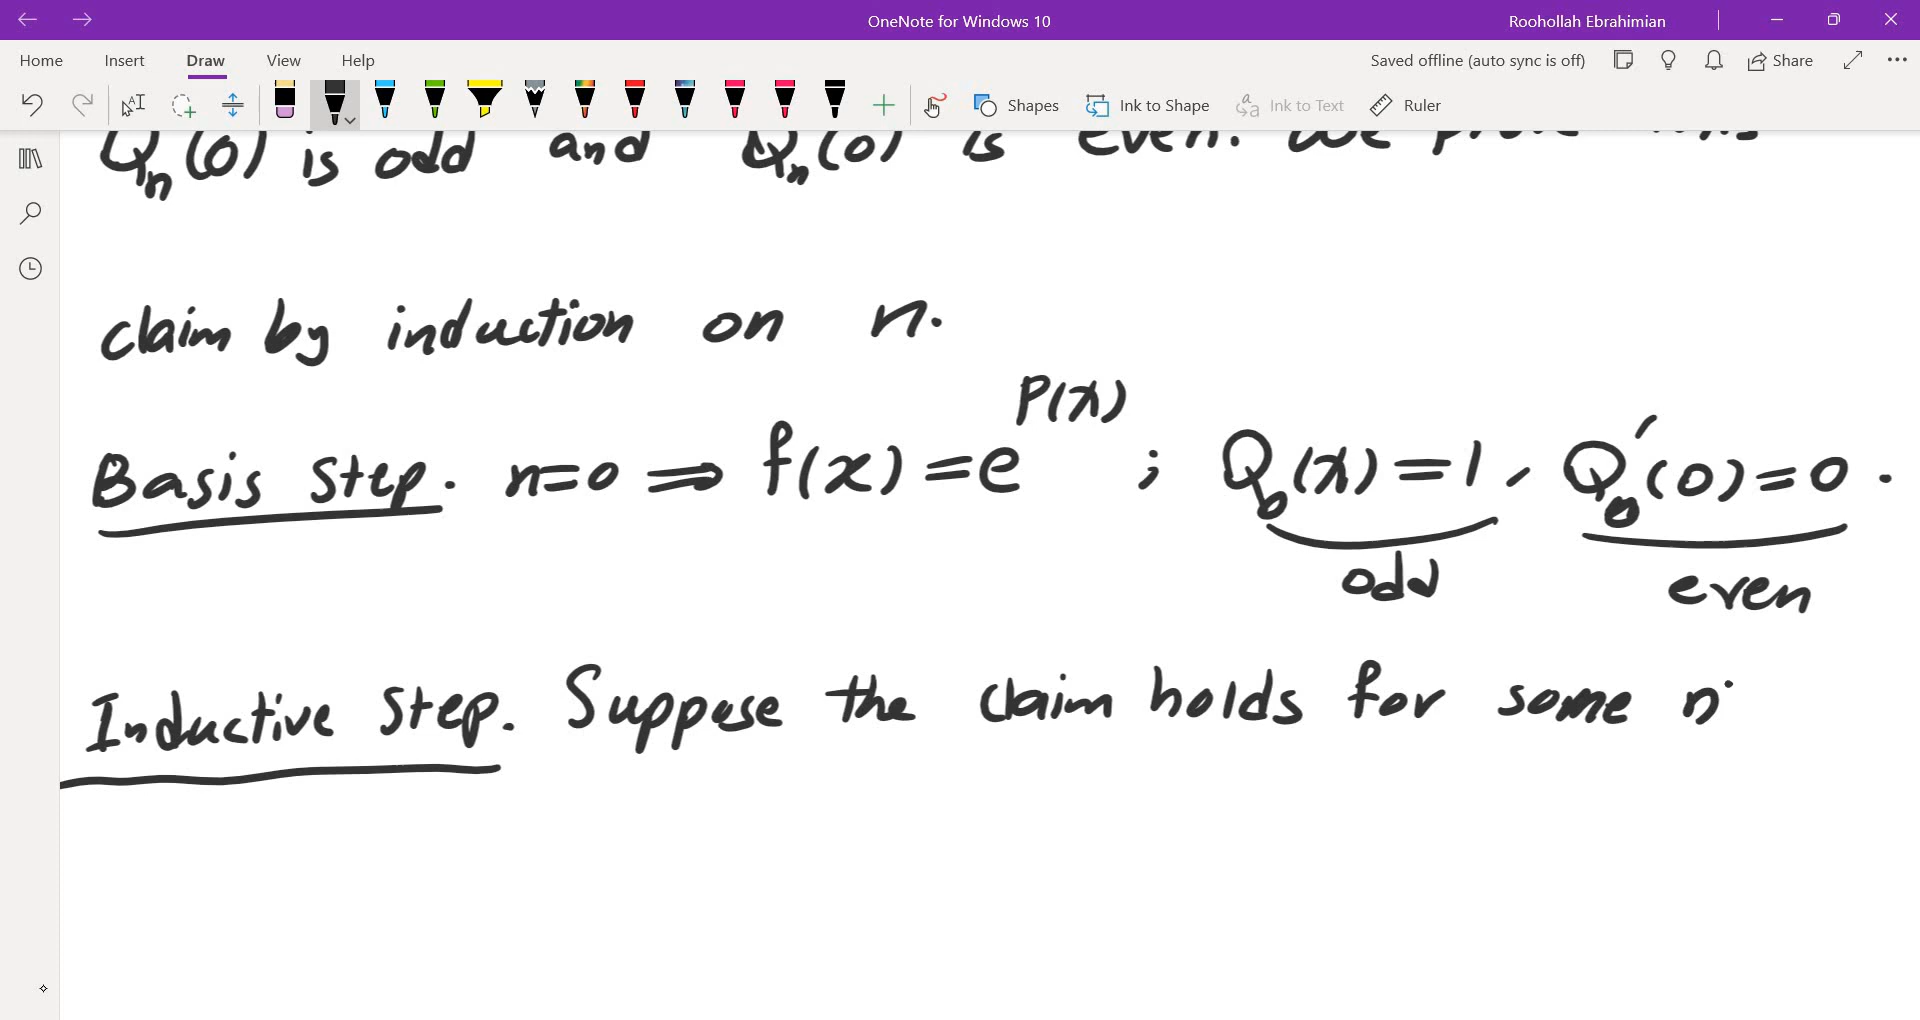 OneNote for Windows 10
Roohollah Ebrahimian
Home Insert Draw View Help
Saved offline (auto sync is off) Share
Shapes Ink to Shape Ink to Text Ruler
Qₙ(0) is odd and Qₙ(0) is even. We prove this
claim by induction on n.
Basis Step. n=0 ⟹ f(x) = e^P(x) ; Q₀(x)=1, Q₀'(0)=0.
odd even
Inductive Step. Suppose the claim holds for some n.